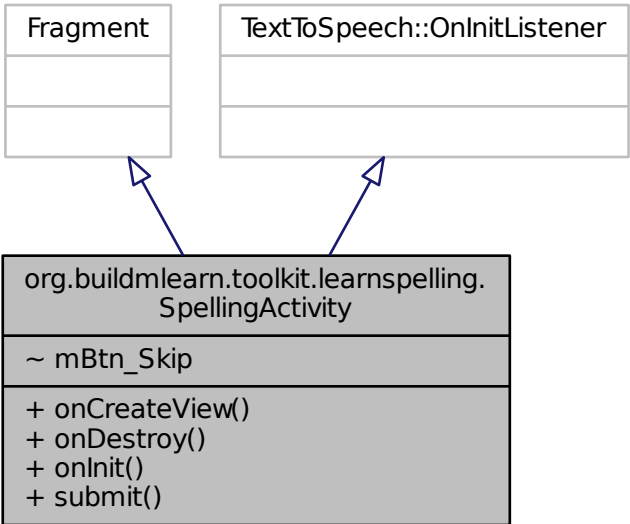 Fragment
TextToSpeech::OnInitListener
org.buildmlearn.toolkit.learnspelling.
SpellingActivity
~ mBtn_Skip
+ onCreateView()
+ onDestroy()
+ onInit()
+ submit()